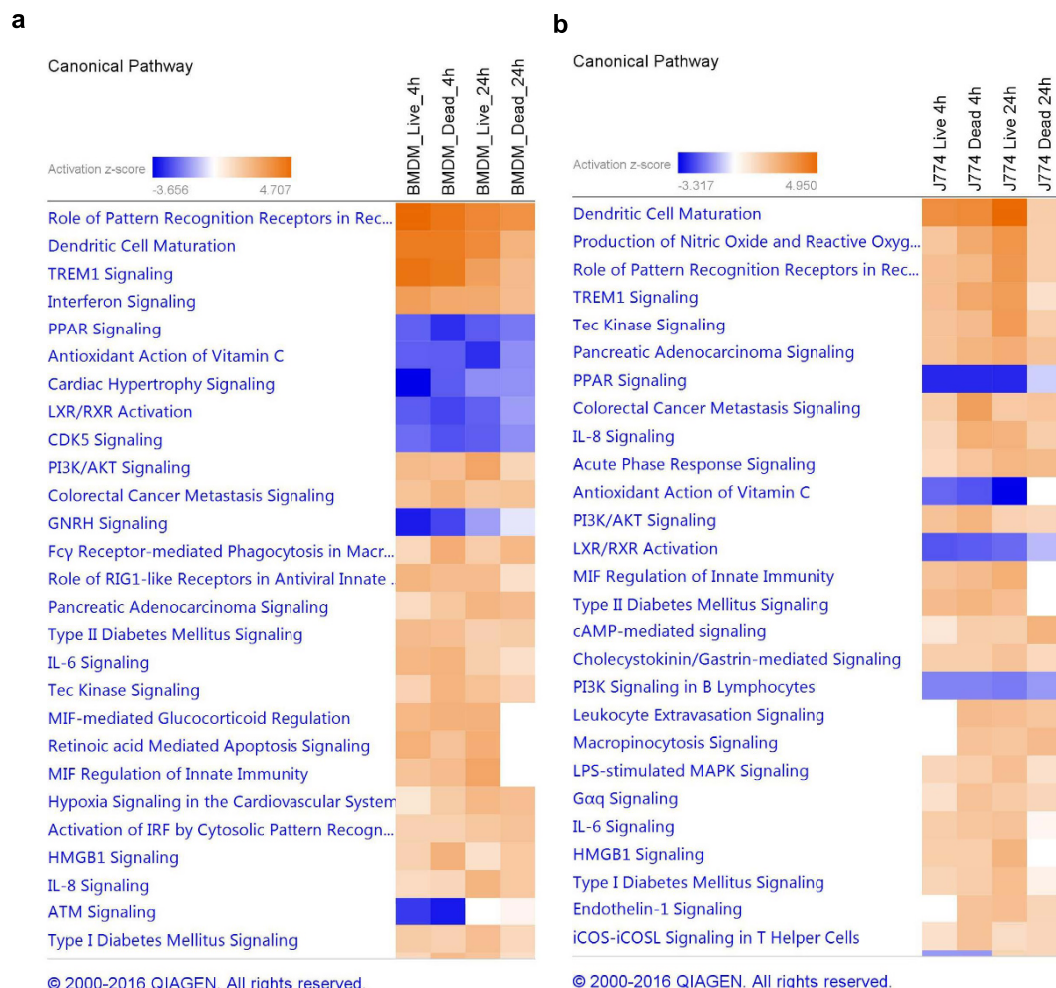 a
Canonical Pathway
Activation z-score
-3.656 4.707
BMDM_Live_4h
BMDM_Dead_4h
BMDM_Live_24h
BMDM_Dead_24h
Role of Pattern Recognition Receptors in Rec...
Dendritic Cell Maturation
TREM1 Signaling
Interferon Signaling
PPAR Signaling
Antioxidant Action of Vitamin C
Cardiac Hypertrophy Signaling
LXR/RXR Activation
CDK5 Signaling
PI3K/AKT Signaling
Colorectal Cancer Metastasis Signaling
GNRH Signaling
Fcγ Receptor-mediated Phagocytosis in Macr...
Role of RIG1-like Receptors in Antiviral Innate .
Pancreatic Adenocarcinoma Signaling
Type II Diabetes Mellitus Signaling
IL-6 Signaling
Tec Kinase Signaling
MIF-mediated Glucocorticoid Regulation
Retinoic acid Mediated Apoptosis Signaling
MIF Regulation of Innate Immunity
Hypoxia Signaling in the Cardiovascular System
Activation of IRF by Cytosolic Pattern Recogn...
HMGB1 Signaling
IL-8 Signaling
ATM Signaling
Type I Diabetes Mellitus Signaling
© 2000-2016 QIAGEN. All rights reserved.
b
Canonical Pathway
Activation z-score
-3.317 4.950
J774 Live 4h
J774 Dead 4h
J774 Live 24h
J774 Dead 24h
Dendritic Cell Maturation
Production of Nitric Oxide and Reactive Oxyg...
Role of Pattern Recognition Receptors in Rec...
TREM1 Signaling
Tec Kinase Signaling
Pancreatic Adenocarcinoma Signaling
PPAR Signaling
Colorectal Cancer Metastasis Signaling
IL-8 Signaling
Acute Phase Response Signaling
Antioxidant Action of Vitamin C
PI3K/AKT Signaling
LXR/RXR Activation
MIF Regulation of Innate Immunity
Type II Diabetes Mellitus Signaling
cAMP-mediated signaling
Cholecystokinin/Gastrin-mediated Signaling
PI3K Signaling in B Lymphocytes
Leukocyte Extravasation Signaling
Macropinocytosis Signaling
LPS-stimulated MAPK Signaling
Gαq Signaling
IL-6 Signaling
HMGB1 Signaling
Type I Diabetes Mellitus Signaling
Endothelin-1 Signaling
iCOS-iCOSL Signaling in T Helper Cells
© 2000-2016 QIAGEN. All rights reserved.